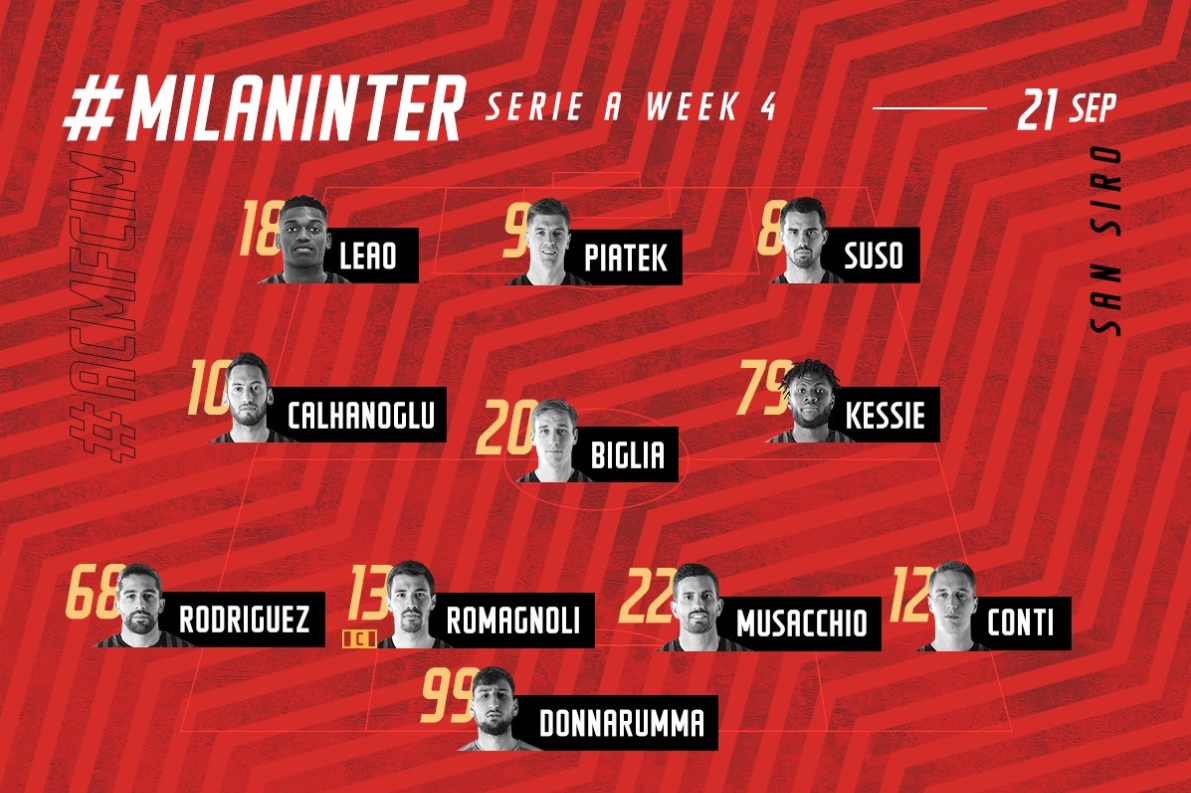 #MILANINTER SERIE A WEEK 4 21 SEP
#ACMFCIM
SAN SIRO
18 LEAO
9 PIATEK
8 SUSO
10 CALHANOGLU
20 BIGLIA
79 KESSIE
68 RODRIGUEZ
13 ROMAGNOLI
C
22 MUSACCHIO
12 CONTI
99 DONNARUMMA